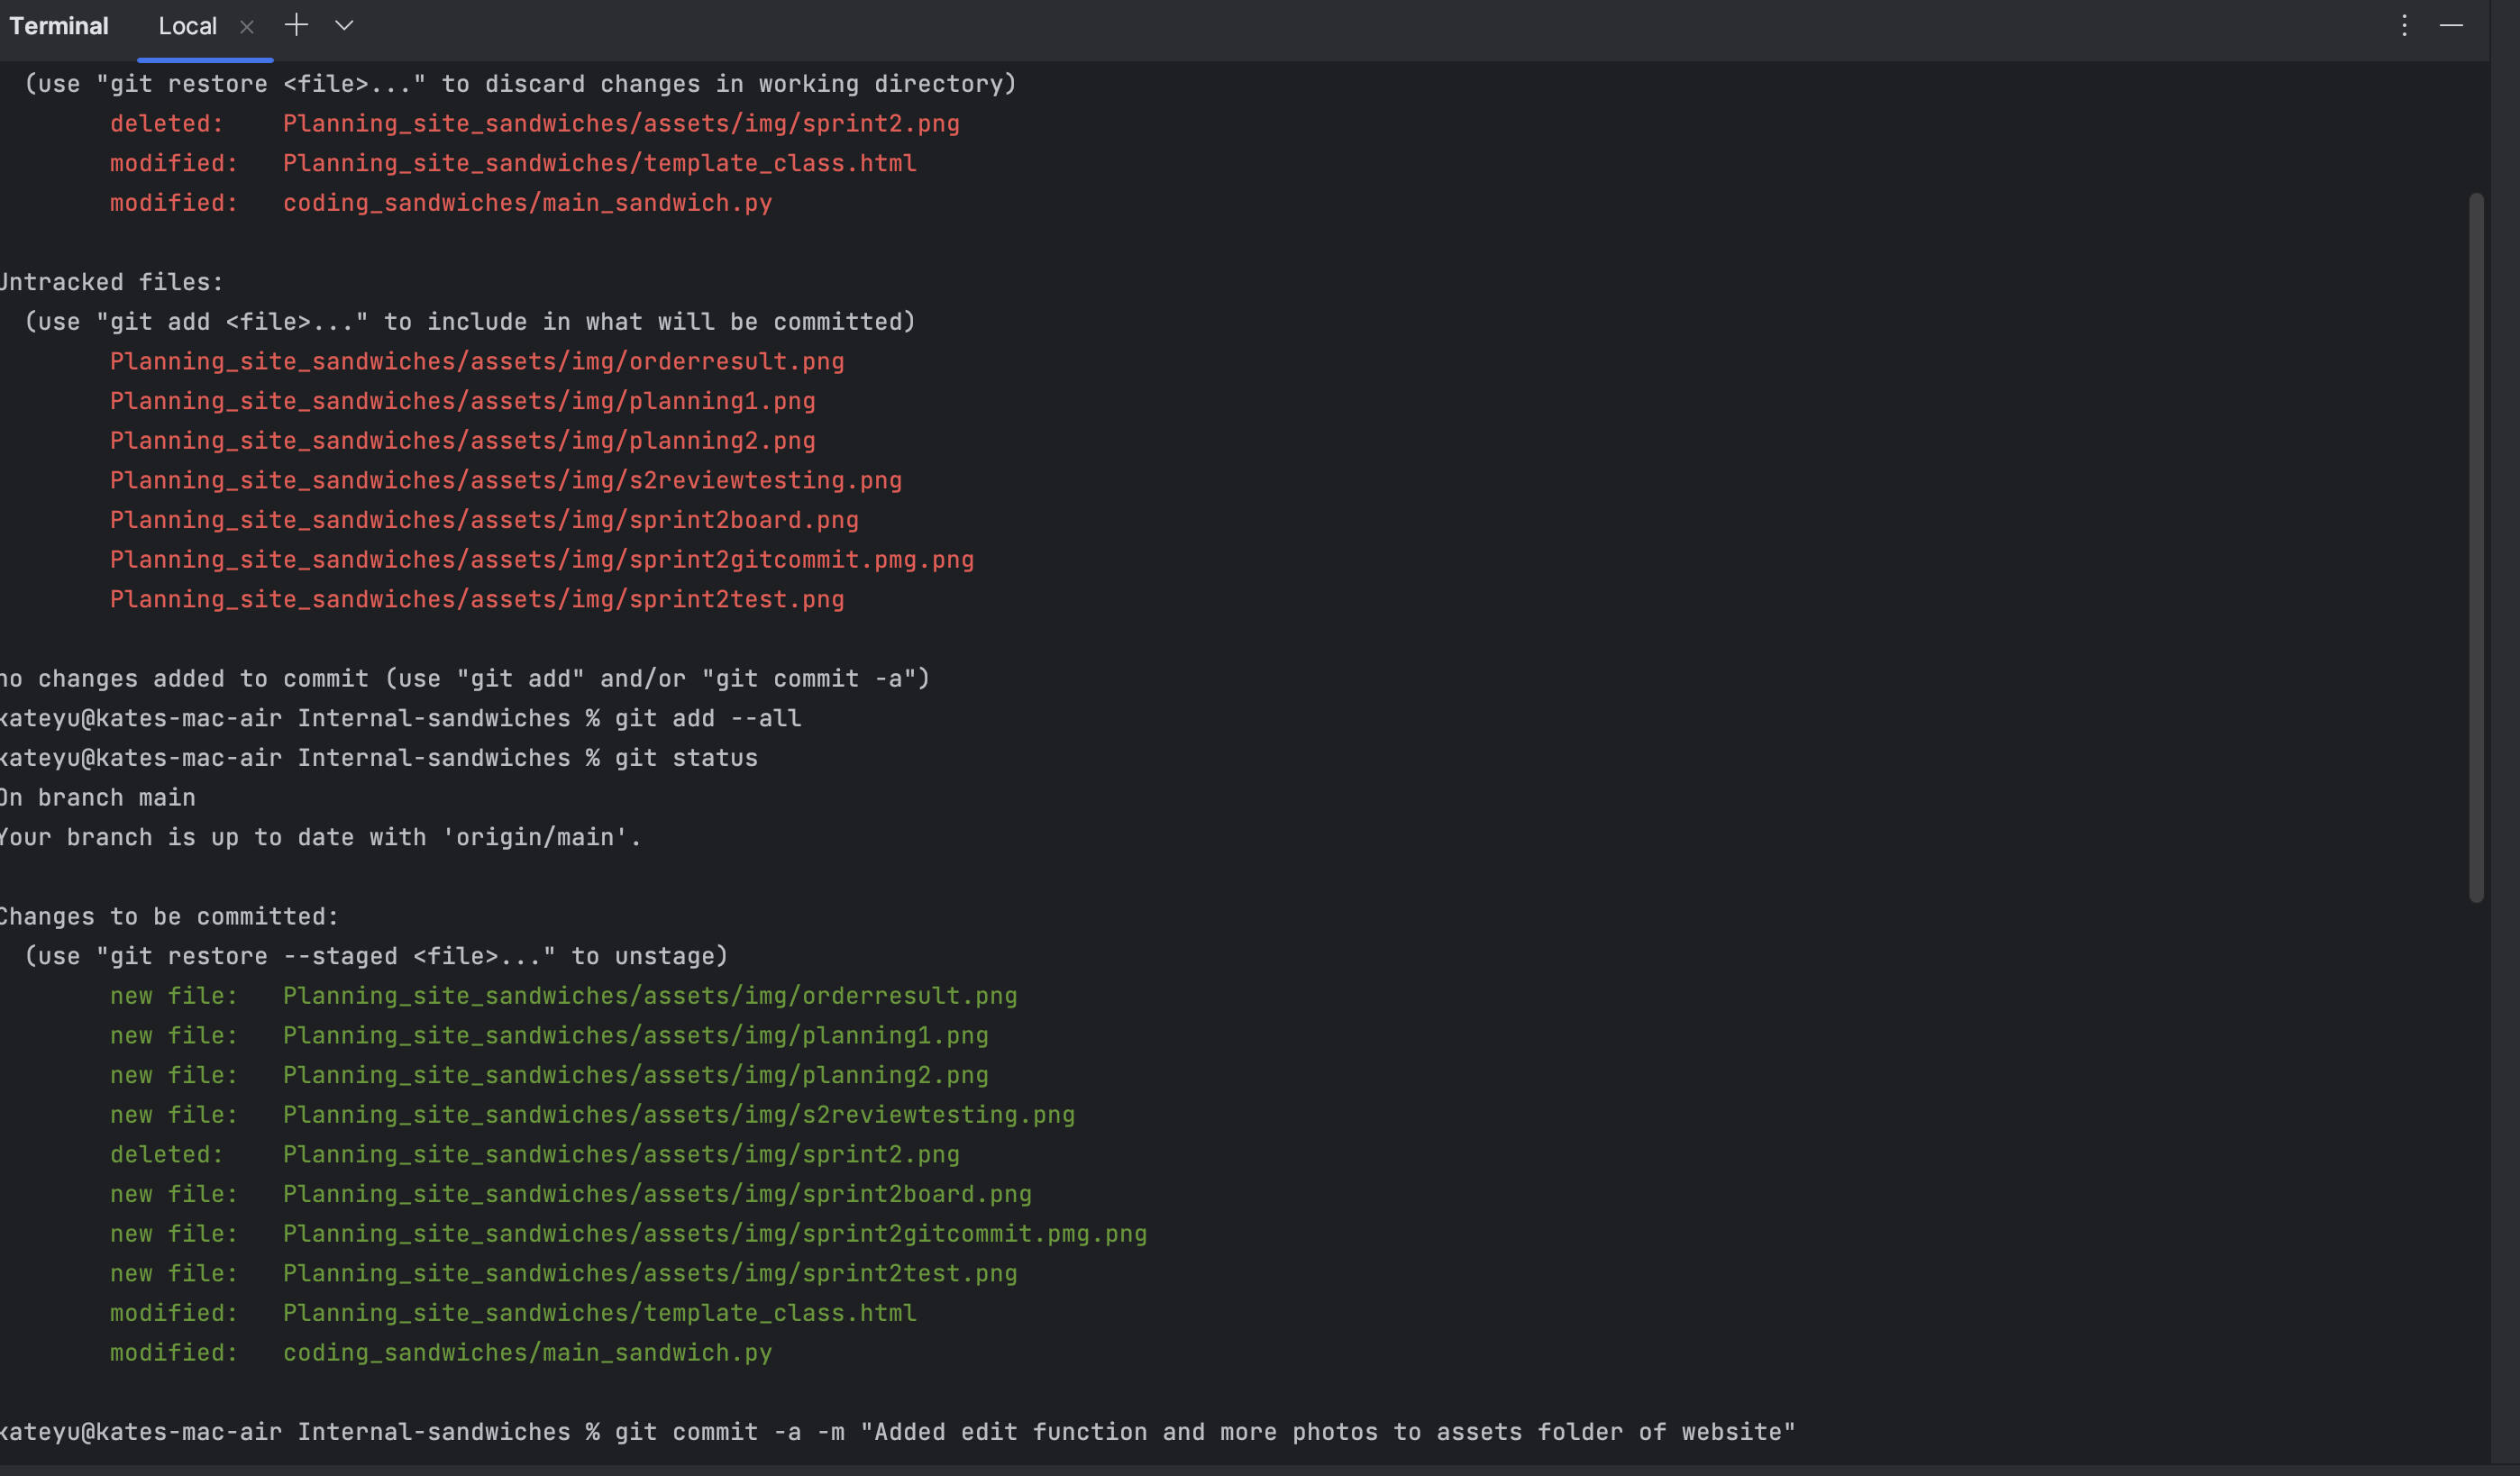 Terminal Local
(use "git restore <file>..." to discard changes in working directory)
deleted: Planning_site_sandwiches/assets/img/sprint2.png
modified: Planning_site_sandwiches/template_class.html
modified: coding_sandwiches/main_sandwich.py
Untracked files:
(use "git add <file>..." to include in what will be committed)
Planning_site_sandwiches/assets/img/orderresult.png
Planning_site_sandwiches/assets/img/planning1.png
Planning_site_sandwiches/assets/img/planning2.png
Planning_site_sandwiches/assets/img/s2reviewtesting.png
Planning_site_sandwiches/assets/img/sprint2board.png
Planning_site_sandwiches/assets/img/sprint2gitcommit.pmg.png
Planning_site_sandwiches/assets/img/sprint2test.png
no changes added to commit (use "git add" and/or "git commit -a")
kateyu@kates-mac-air Internal-sandwiches % git add --all
kateyu@kates-mac-air Internal-sandwiches % git status
On branch main
Your branch is up to date with 'origin/main'.
Changes to be committed:
(use "git restore --staged <file>..." to unstage)
new file: Planning_site_sandwiches/assets/img/orderresult.png
new file: Planning_site_sandwiches/assets/img/planning1.png
new file: Planning_site_sandwiches/assets/img/planning2.png
new file: Planning_site_sandwiches/assets/img/s2reviewtesting.png
deleted: Planning_site_sandwiches/assets/img/sprint2.png
new file: Planning_site_sandwiches/assets/img/sprint2board.png
new file: Planning_site_sandwiches/assets/img/sprint2gitcommit.pmg.png
new file: Planning_site_sandwiches/assets/img/sprint2test.png
modified: Planning_site_sandwiches/template_class.html
modified: coding_sandwiches/main_sandwich.py
kateyu@kates-mac-air Internal-sandwiches % git commit -a -m "Added edit function and more photos to assets folder of website"